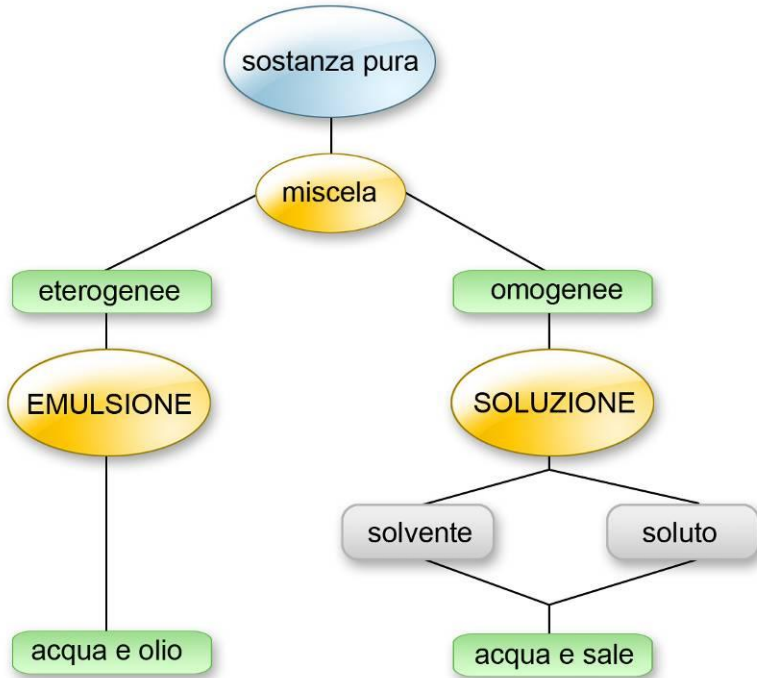 sostanza pura
miscela
eterogenee
omogenee
EMULSIONE
SOLUZIONE
solvente
soluto
acqua e olio
acqua e sale